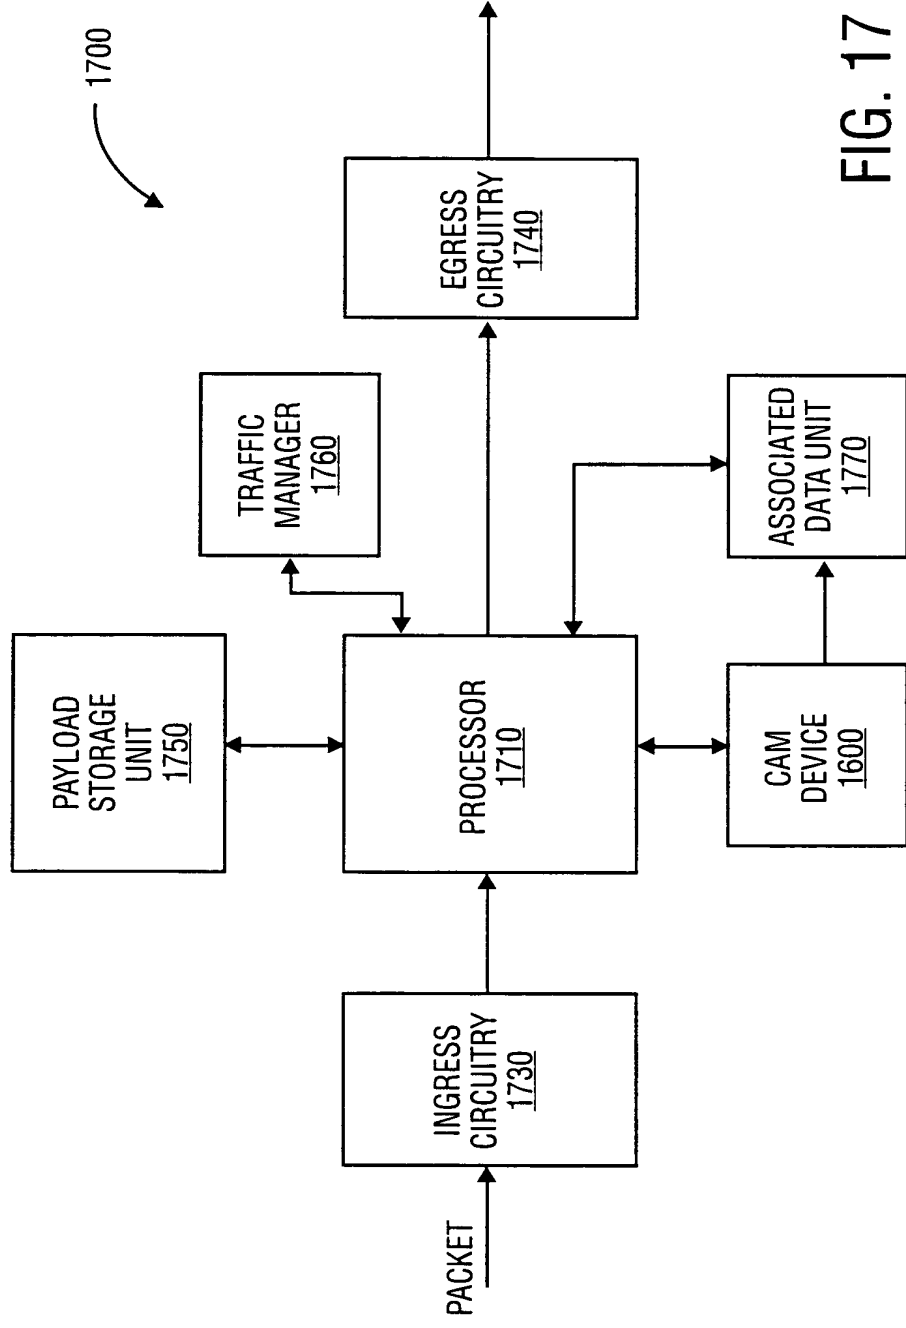 1700
PAYLOAD
STORAGE
UNIT
1750
TRAFFIC
MANAGER
1760
PACKET
INGRESS
CIRCUITRY
1730
PROCESSOR
1710
EGRESS
CIRCUITRY
1740
CAM
DEVICE
1600
ASSOCIATED
DATA UNIT
1770
FIG. 17